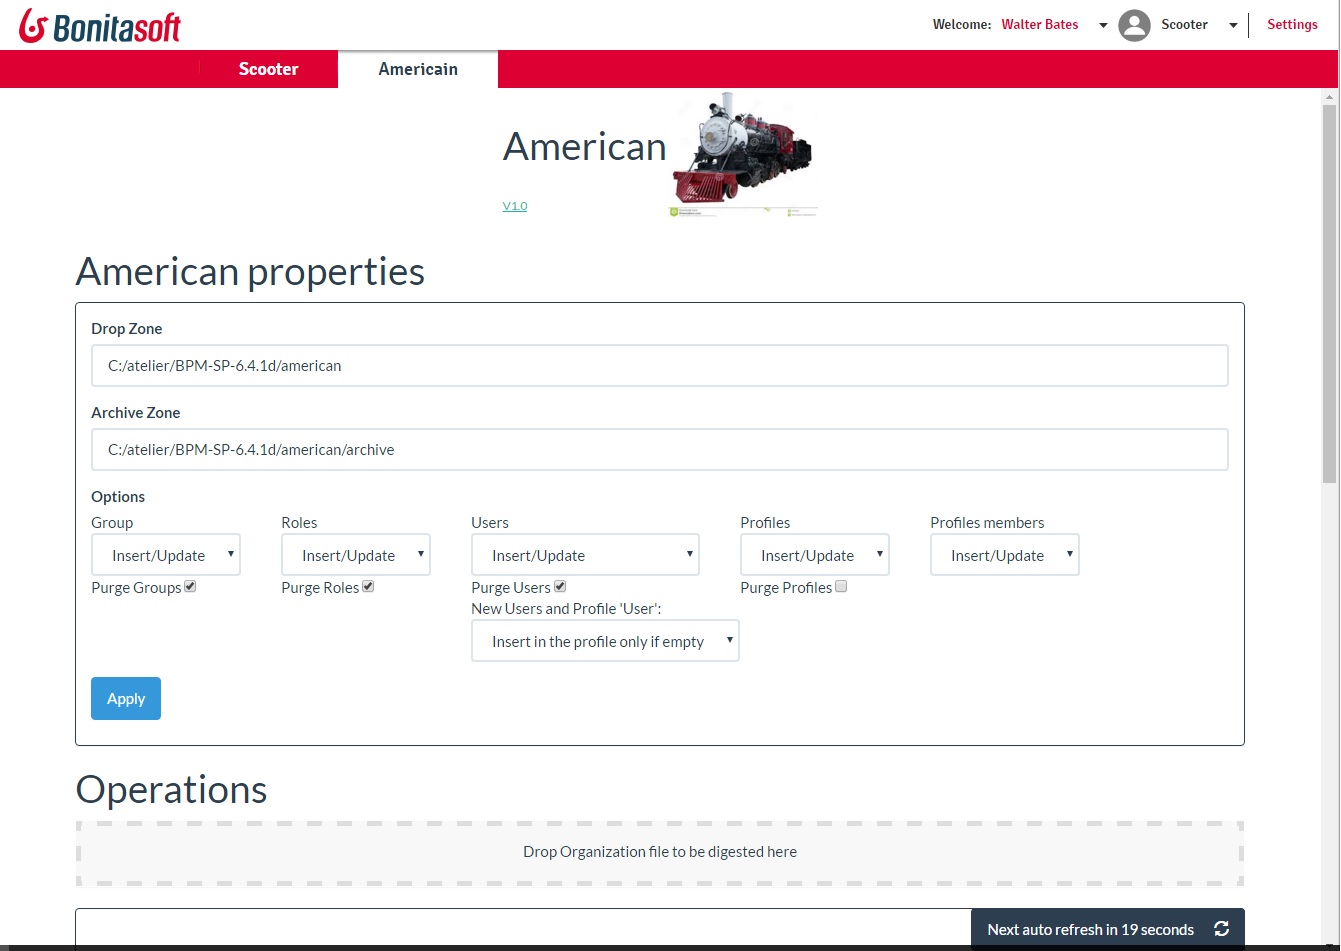 Bonitasoft
Welcome: Walter Bates Scooter Settings
Scooter Americain
American
V1.0
American properties
Drop Zone
C:/atelier/BPM-SP-6.4.1d/american
Archive Zone
C:/atelier/BPM-SP-6.4.1d/american/archive
Options
Group Roles Users Profiles Profiles members
Insert/Update Insert/Update Insert/Update Insert/Update Insert/Update
Purge Groups Purge Roles Purge Users Purge Profiles
New Users and Profile 'User':
Insert in the profile only if empty
Apply
Operations
Drop Organization file to be digested here
Next auto refresh in 19 seconds